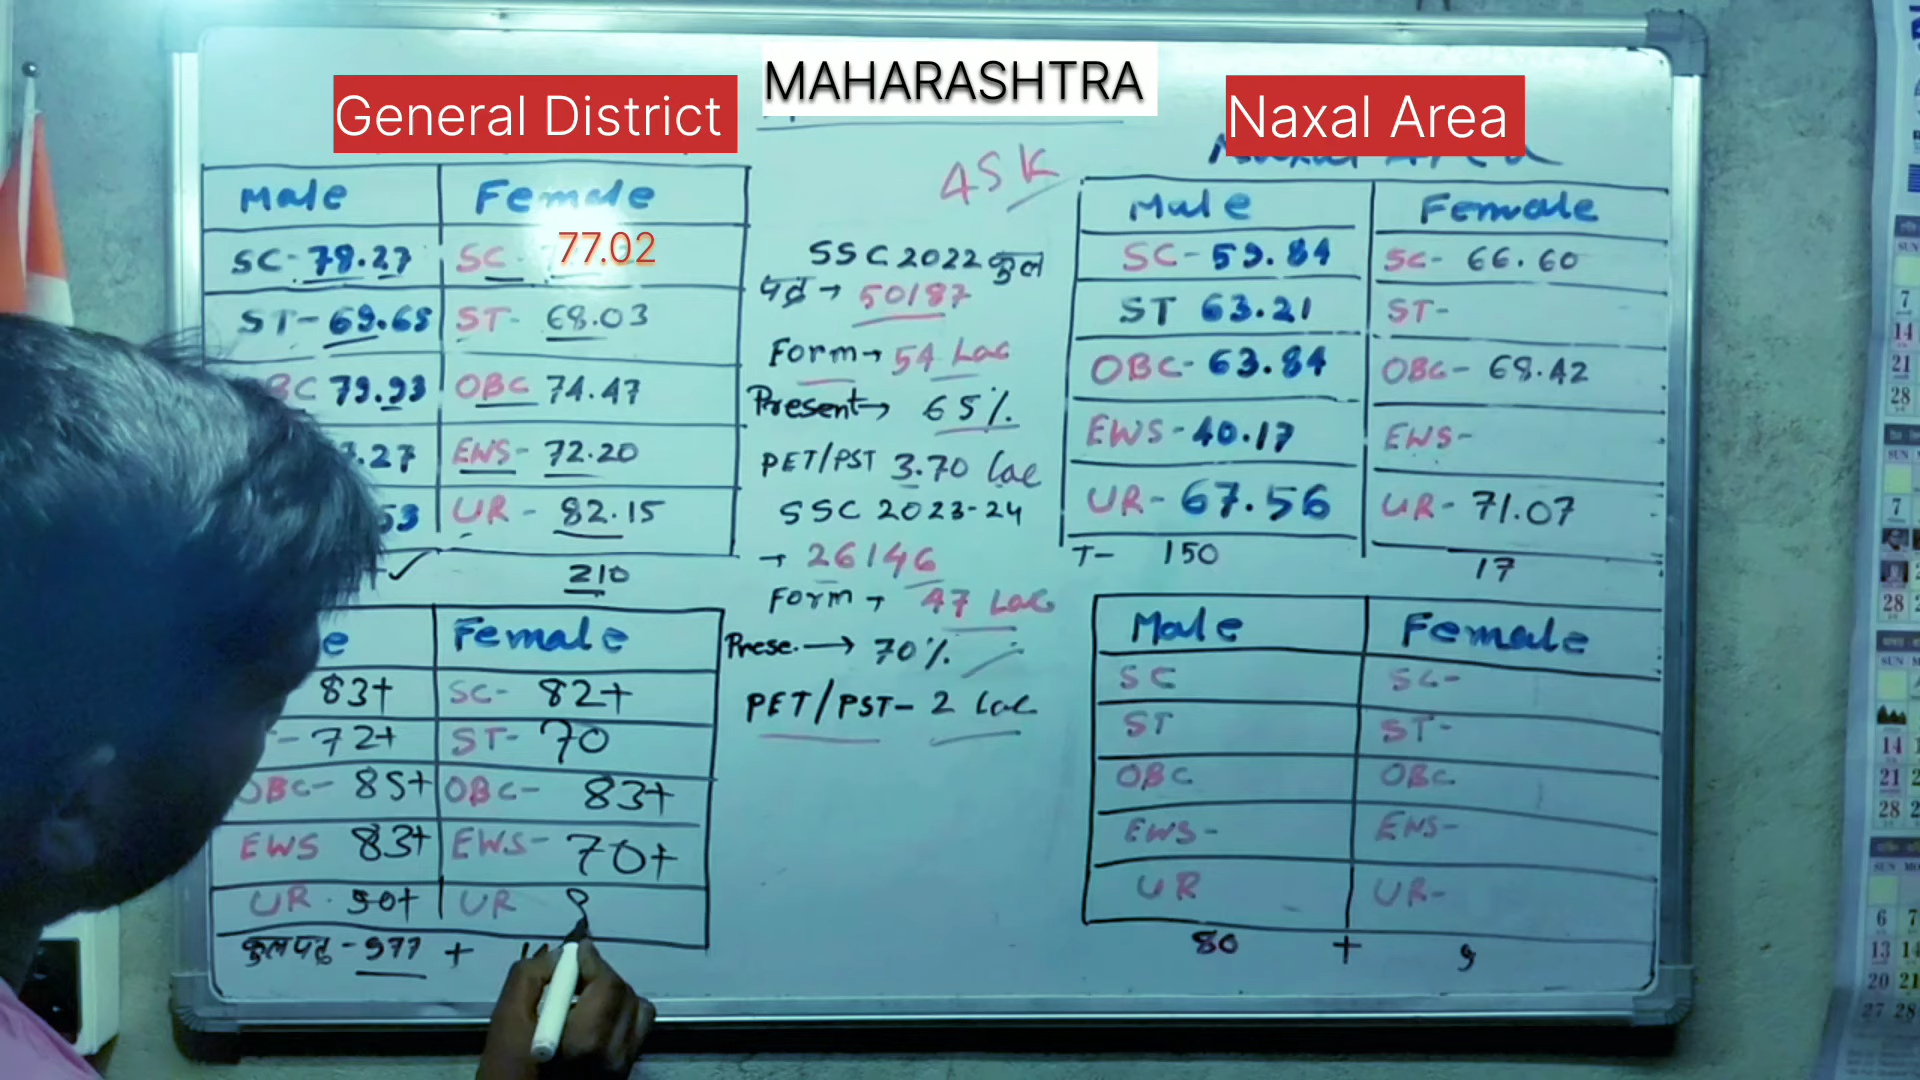 MAHARASHTRA
General District
Naxal Area
Male Female
SC- 78.27 SC- 77.02
ST- 69.68 ST- 68.03
79.93 OBC 74.47
.27 EWS- 72.20
53 UR - 82.15
210
Female
83+ SC- 82+
- 72+ ST- 70
OBC- 85+ OBC- 83+
EWS 83+ EWS- 70+
UR - 90+ UR
कुलपद - 977 +
ASK
SSC 2022 कुल
पद → 50187
Form → 54 Lac
Present → 65%
PET/PST 3.70 Lac
SSC 2023-24
→ 26146
Form → 47 Lac
Prese. → 70%
PET/PST - 2 Lac
Male Female
SC - 59.84 SC- 66.60
ST 63.21 ST-
OBC- 63.84 OBC- 68.42
EWS - 40.17 EWS-
UR- 67.56 UR- 71.07
T- 150 17
Male Female
SC SC-
ST ST-
OBC OBC
EWS - EWS-
UR UR-
80 + 9